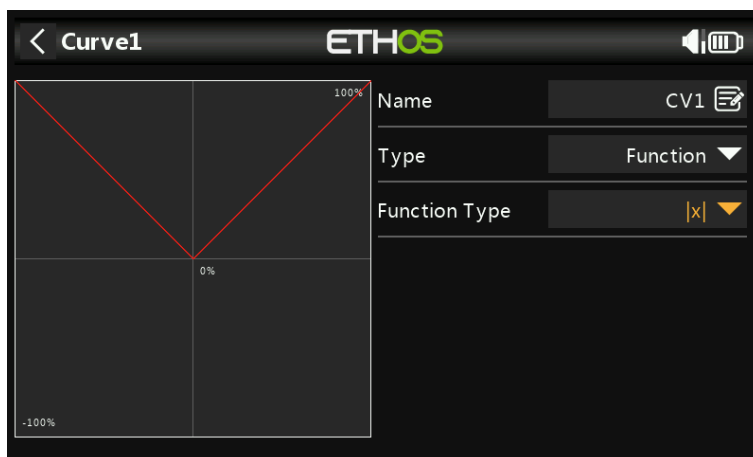 Curve1
ETHOS
100%
0%
-100%
Name CV1
Type Function
Function Type |x|